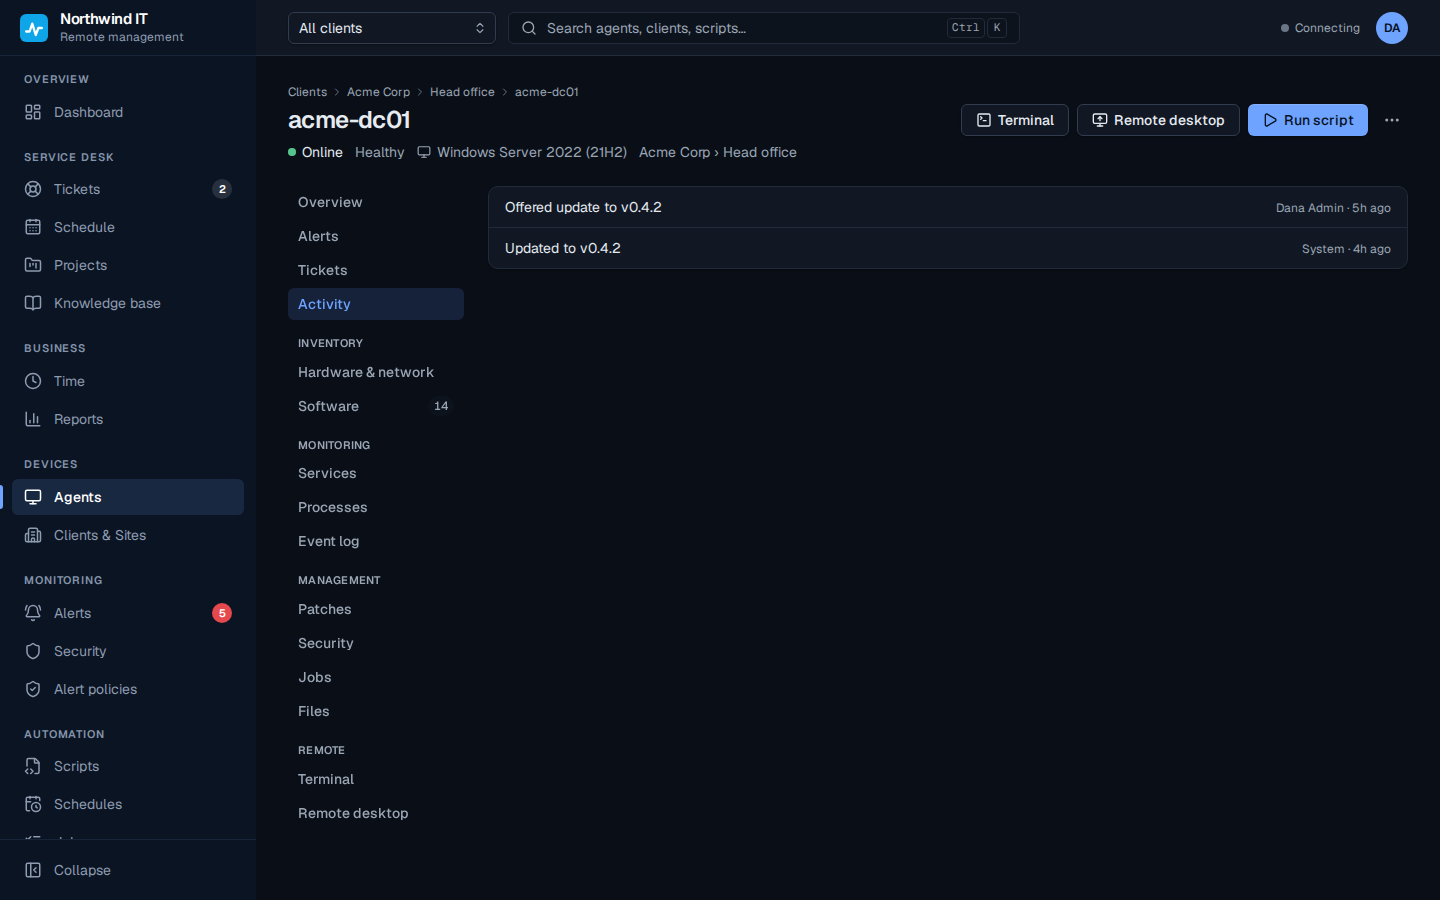 Northwind IT
Remote management
All clients
Search agents, clients, scripts...
Ctrl K
Connecting
DA
OVERVIEW
Dashboard
SERVICE DESK
Tickets 2
Schedule
Projects
Knowledge base
BUSINESS
Time
Reports
DEVICES
Agents
Clients & Sites
MONITORING
Alerts 5
Security
Alert policies
AUTOMATION
Scripts
Schedules
Collapse
Clients > Acme Corp > Head office > acme-dc01
acme-dc01
Terminal
Remote desktop
Run script
Online Healthy Windows Server 2022 (21H2) Acme Corp › Head office
Overview
Alerts
Tickets
Activity
INVENTORY
Hardware & network
Software 14
MONITORING
Services
Processes
Event log
MANAGEMENT
Patches
Security
Jobs
Files
REMOTE
Terminal
Remote desktop
Offered update to v0.4.2 Dana Admin · 5h ago
Updated to v0.4.2 System · 4h ago